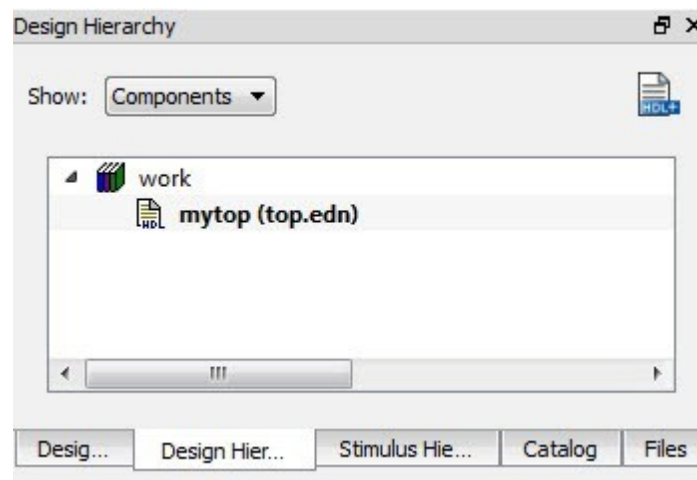 Design Hierarchy
Show: Components
HDL+
work
HDL mytop (top.edn)
Desig... Design Hier... Stimulus Hie... Catalog Files